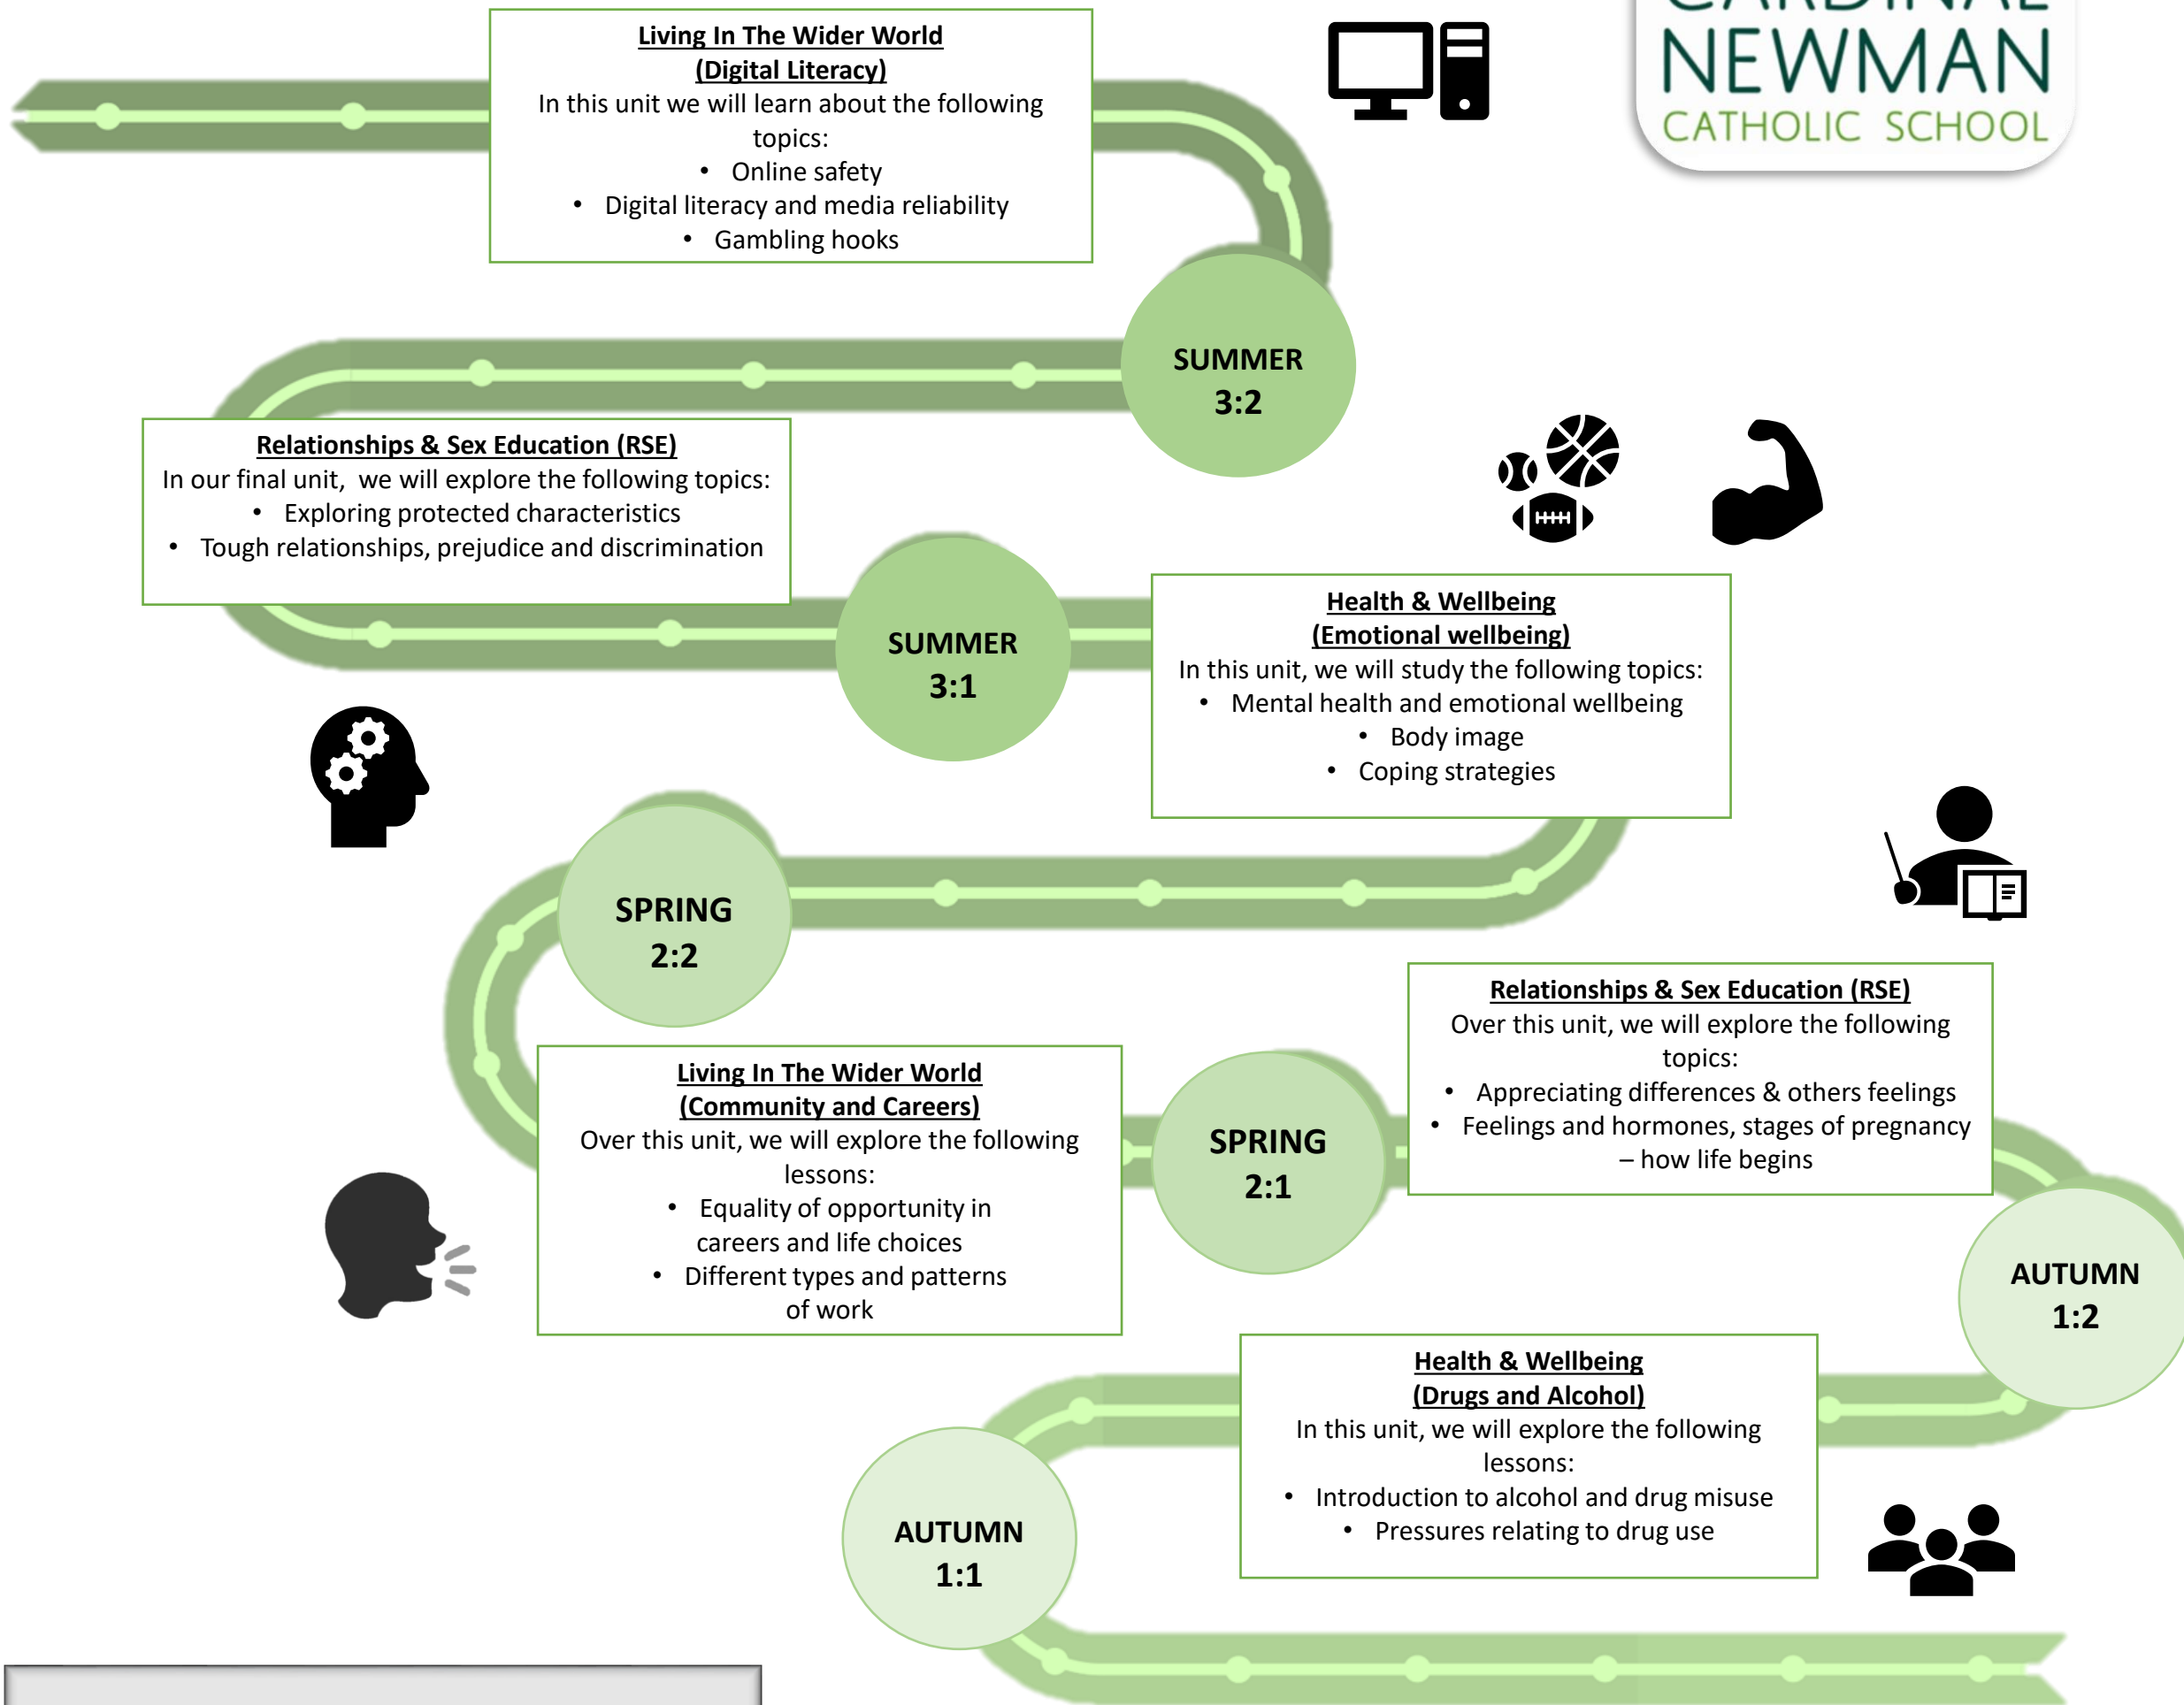 CARDINAL
NEWMAN
CATHOLIC SCHOOL
Living In The Wider World
(Digital Literacy)
In this unit we will learn about the following
topics:
• Online safety
• Digital literacy and media reliability
• Gambling hooks
SUMMER
3:2
Relationships & Sex Education (RSE)
In our final unit, we will explore the following topics:
• Exploring protected characteristics
• Tough relationships, prejudice and discrimination
SUMMER
3:1
Health & Wellbeing
(Emotional wellbeing)
In this unit, we will study the following topics:
• Mental health and emotional wellbeing
• Body image
• Coping strategies
SPRING
2:2
Relationships & Sex Education (RSE)
Over this unit, we will explore the following
topics:
• Appreciating differences & others feelings
• Feelings and hormones, stages of pregnancy
– how life begins
SPRING
2:1
Living In The Wider World
(Community and Careers)
Over this unit, we will explore the following
lessons:
• Equality of opportunity in
careers and life choices
• Different types and patterns
of work
AUTUMN
1:2
Health & Wellbeing
(Drugs and Alcohol)
In this unit, we will explore the following
lessons:
• Introduction to alcohol and drug misuse
• Pressures relating to drug use
AUTUMN
1:1